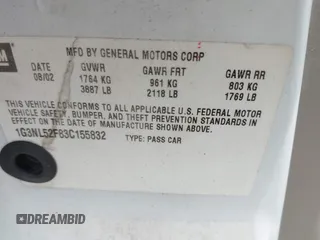 GM
MFD BY GENERAL MOTORS CORP
DATE GVWR GAWR FRT GAWR RR
08/02 1764 KG 961 KG 803 KG
3887 LB 2118 LB 1769 LB
THIS VEHICLE CONFORMS TO ALL APPLICABLE U.S. FEDERAL MOTOR
VEHICLE SAFETY, BUMPER, AND THEFT PREVENTION STANDARDS
IN EFFECT ON THE DATE OF MANUFACTURE SHOWN ABOVE.
1G3NL52F83C155832 TYPE: PASS CAR
DREAMBID